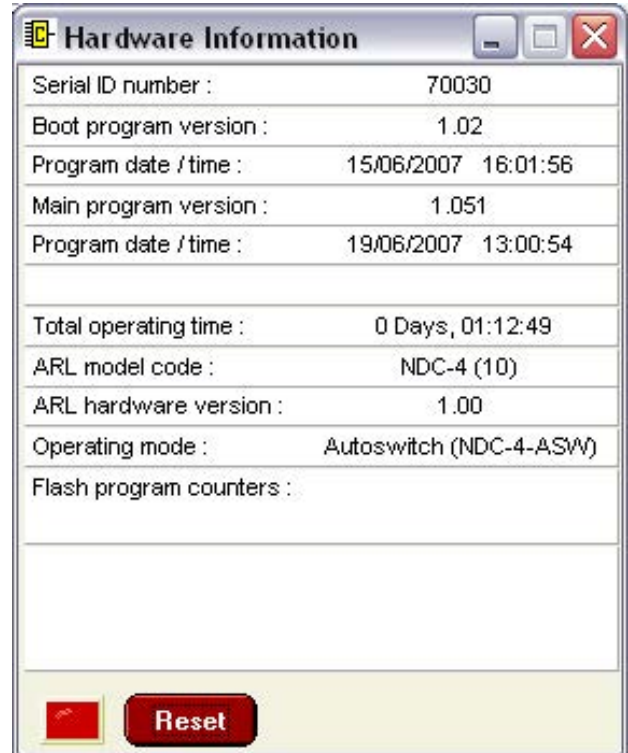 Hardware Information
Serial ID number : 70030
Boot program version : 1.02
Program date / time : 15/06/2007 16:01:56
Main program version : 1.051
Program date / time : 19/06/2007 13:00:54
Total operating time : 0 Days, 01:12:49
ARL model code : NDC-4 (10)
ARL hardware version : 1.00
Operating mode : Autoswitch (NDC-4-ASW)
Flash program counters :
Reset